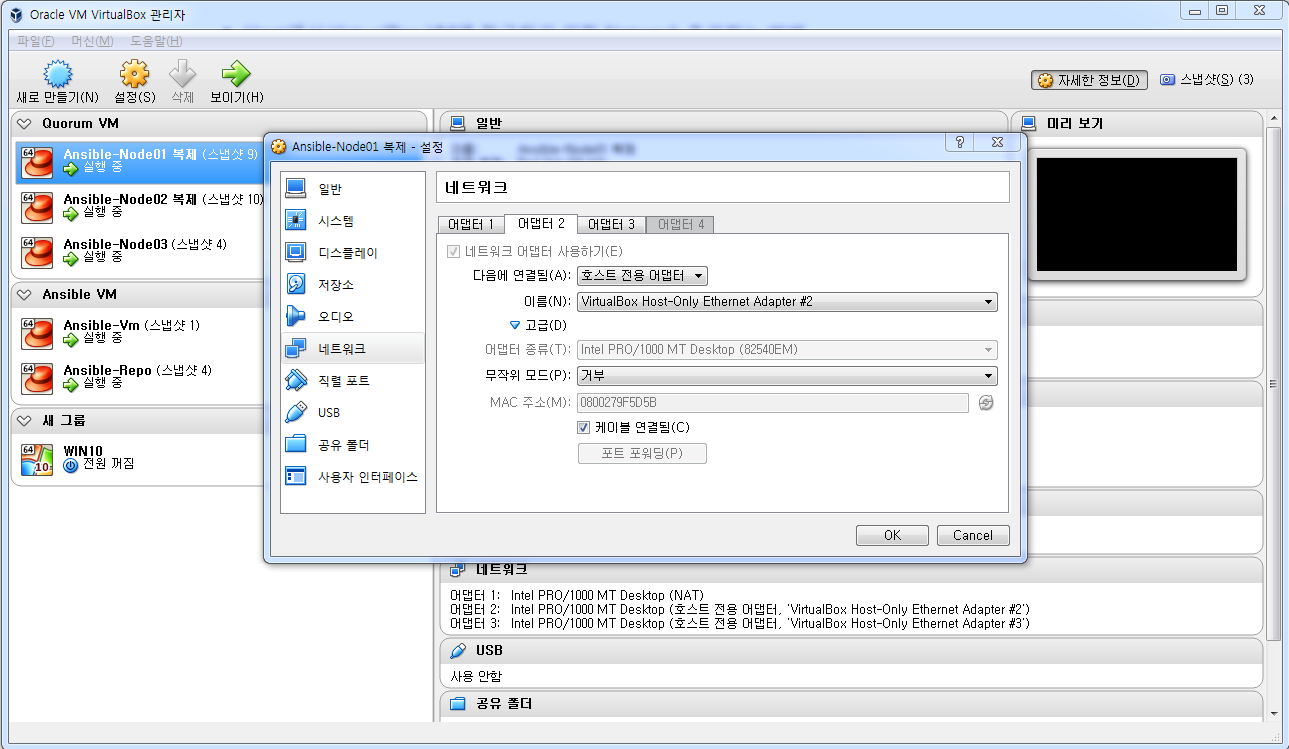 Oracle VM VirtualBox 관리자
파일(F) 머신(M) 도움말(H)
새로 만들기(N) 설정(S) 삭제 보이기(H)
자세한 정보(D) 스냅샷(S) (3)
Quorum VM
Ansible-Node01 복제 (스냅샷 9)
실행 중
Ansible-Node02 복제 (스냅샷 10)
실행 중
Ansible-Node03 (스냅샷 4)
실행 중
Ansible VM
Ansible-Vm (스냅샷 1)
실행 중
Ansible-Repo (스냅샷 4)
실행 중
새 그룹
WIN10
전원 꺼짐
일반
미리 보기
Ansible-Node01 복제 - 설정
일반
시스템
디스플레이
저장소
오디오
네트워크
직렬 포트
USB
공유 폴더
사용자 인터페이스
네트워크
어댑터 1 어댑터 2 어댑터 3 어댑터 4
네트워크 어댑터 사용하기(E)
다음에 연결됨(A): 호스트 전용 어댑터
이름(N): VirtualBox Host-Only Ethernet Adapter #2
고급(D)
어댑터 종류(T): Intel PRO/1000 MT Desktop (82540EM)
무작위 모드(P): 거부
MAC 주소(M): 0800279F5D5B
케이블 연결됨(C)
포트 포워딩(P)
OK Cancel
네트워크
어댑터 1: Intel PRO/1000 MT Desktop (NAT)
어댑터 2: Intel PRO/1000 MT Desktop (호스트 전용 어댑터, 'VirtualBox Host-Only Ethernet Adapter #2')
어댑터 3: Intel PRO/1000 MT Desktop (호스트 전용 어댑터, 'VirtualBox Host-Only Ethernet Adapter #3')
USB
사용 안함
공유 폴더